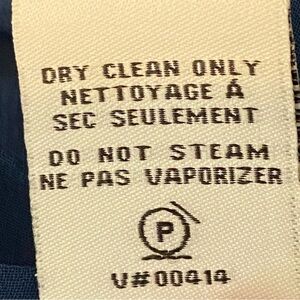 DRY CLEAN ONLY
NETTOYAGE Á
SEC SEULEMENT
DO NOT STEAM
NE PAS VAPORIZER
P
V#00414